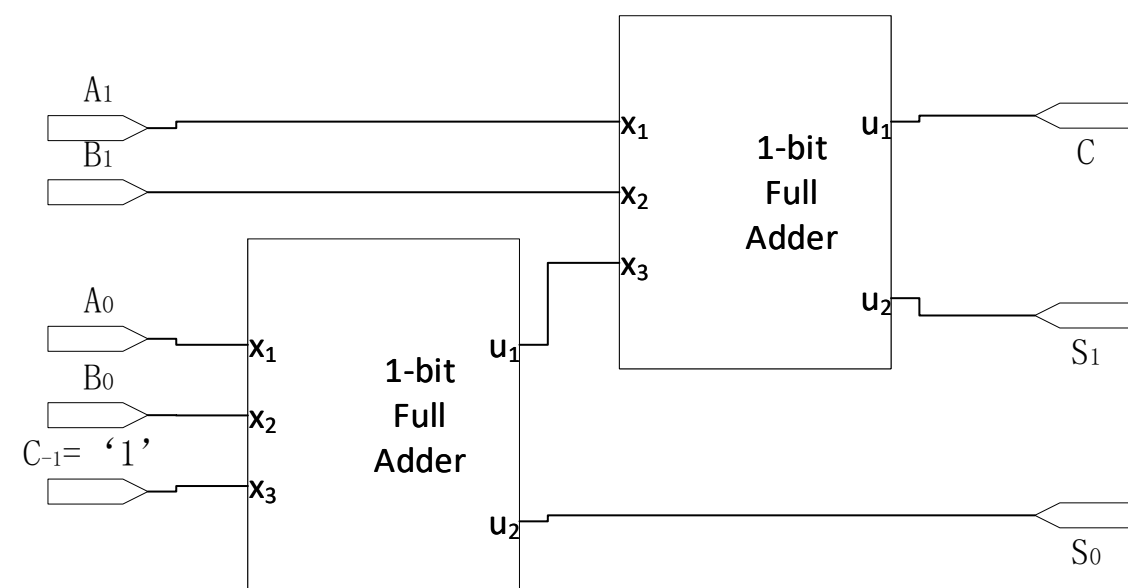 A1
B1
x1
x2
x3
1-bit
Full
Adder
u1
u2
C
S1
A0
B0
C-1= ‘1’
x1
x2
x3
1-bit
Full
Adder
u1
u2
S0